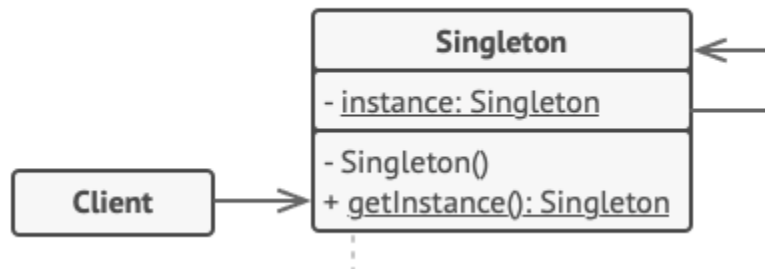 Singleton
- instance: Singleton
- Singleton()
+ getInstance(): Singleton
Client